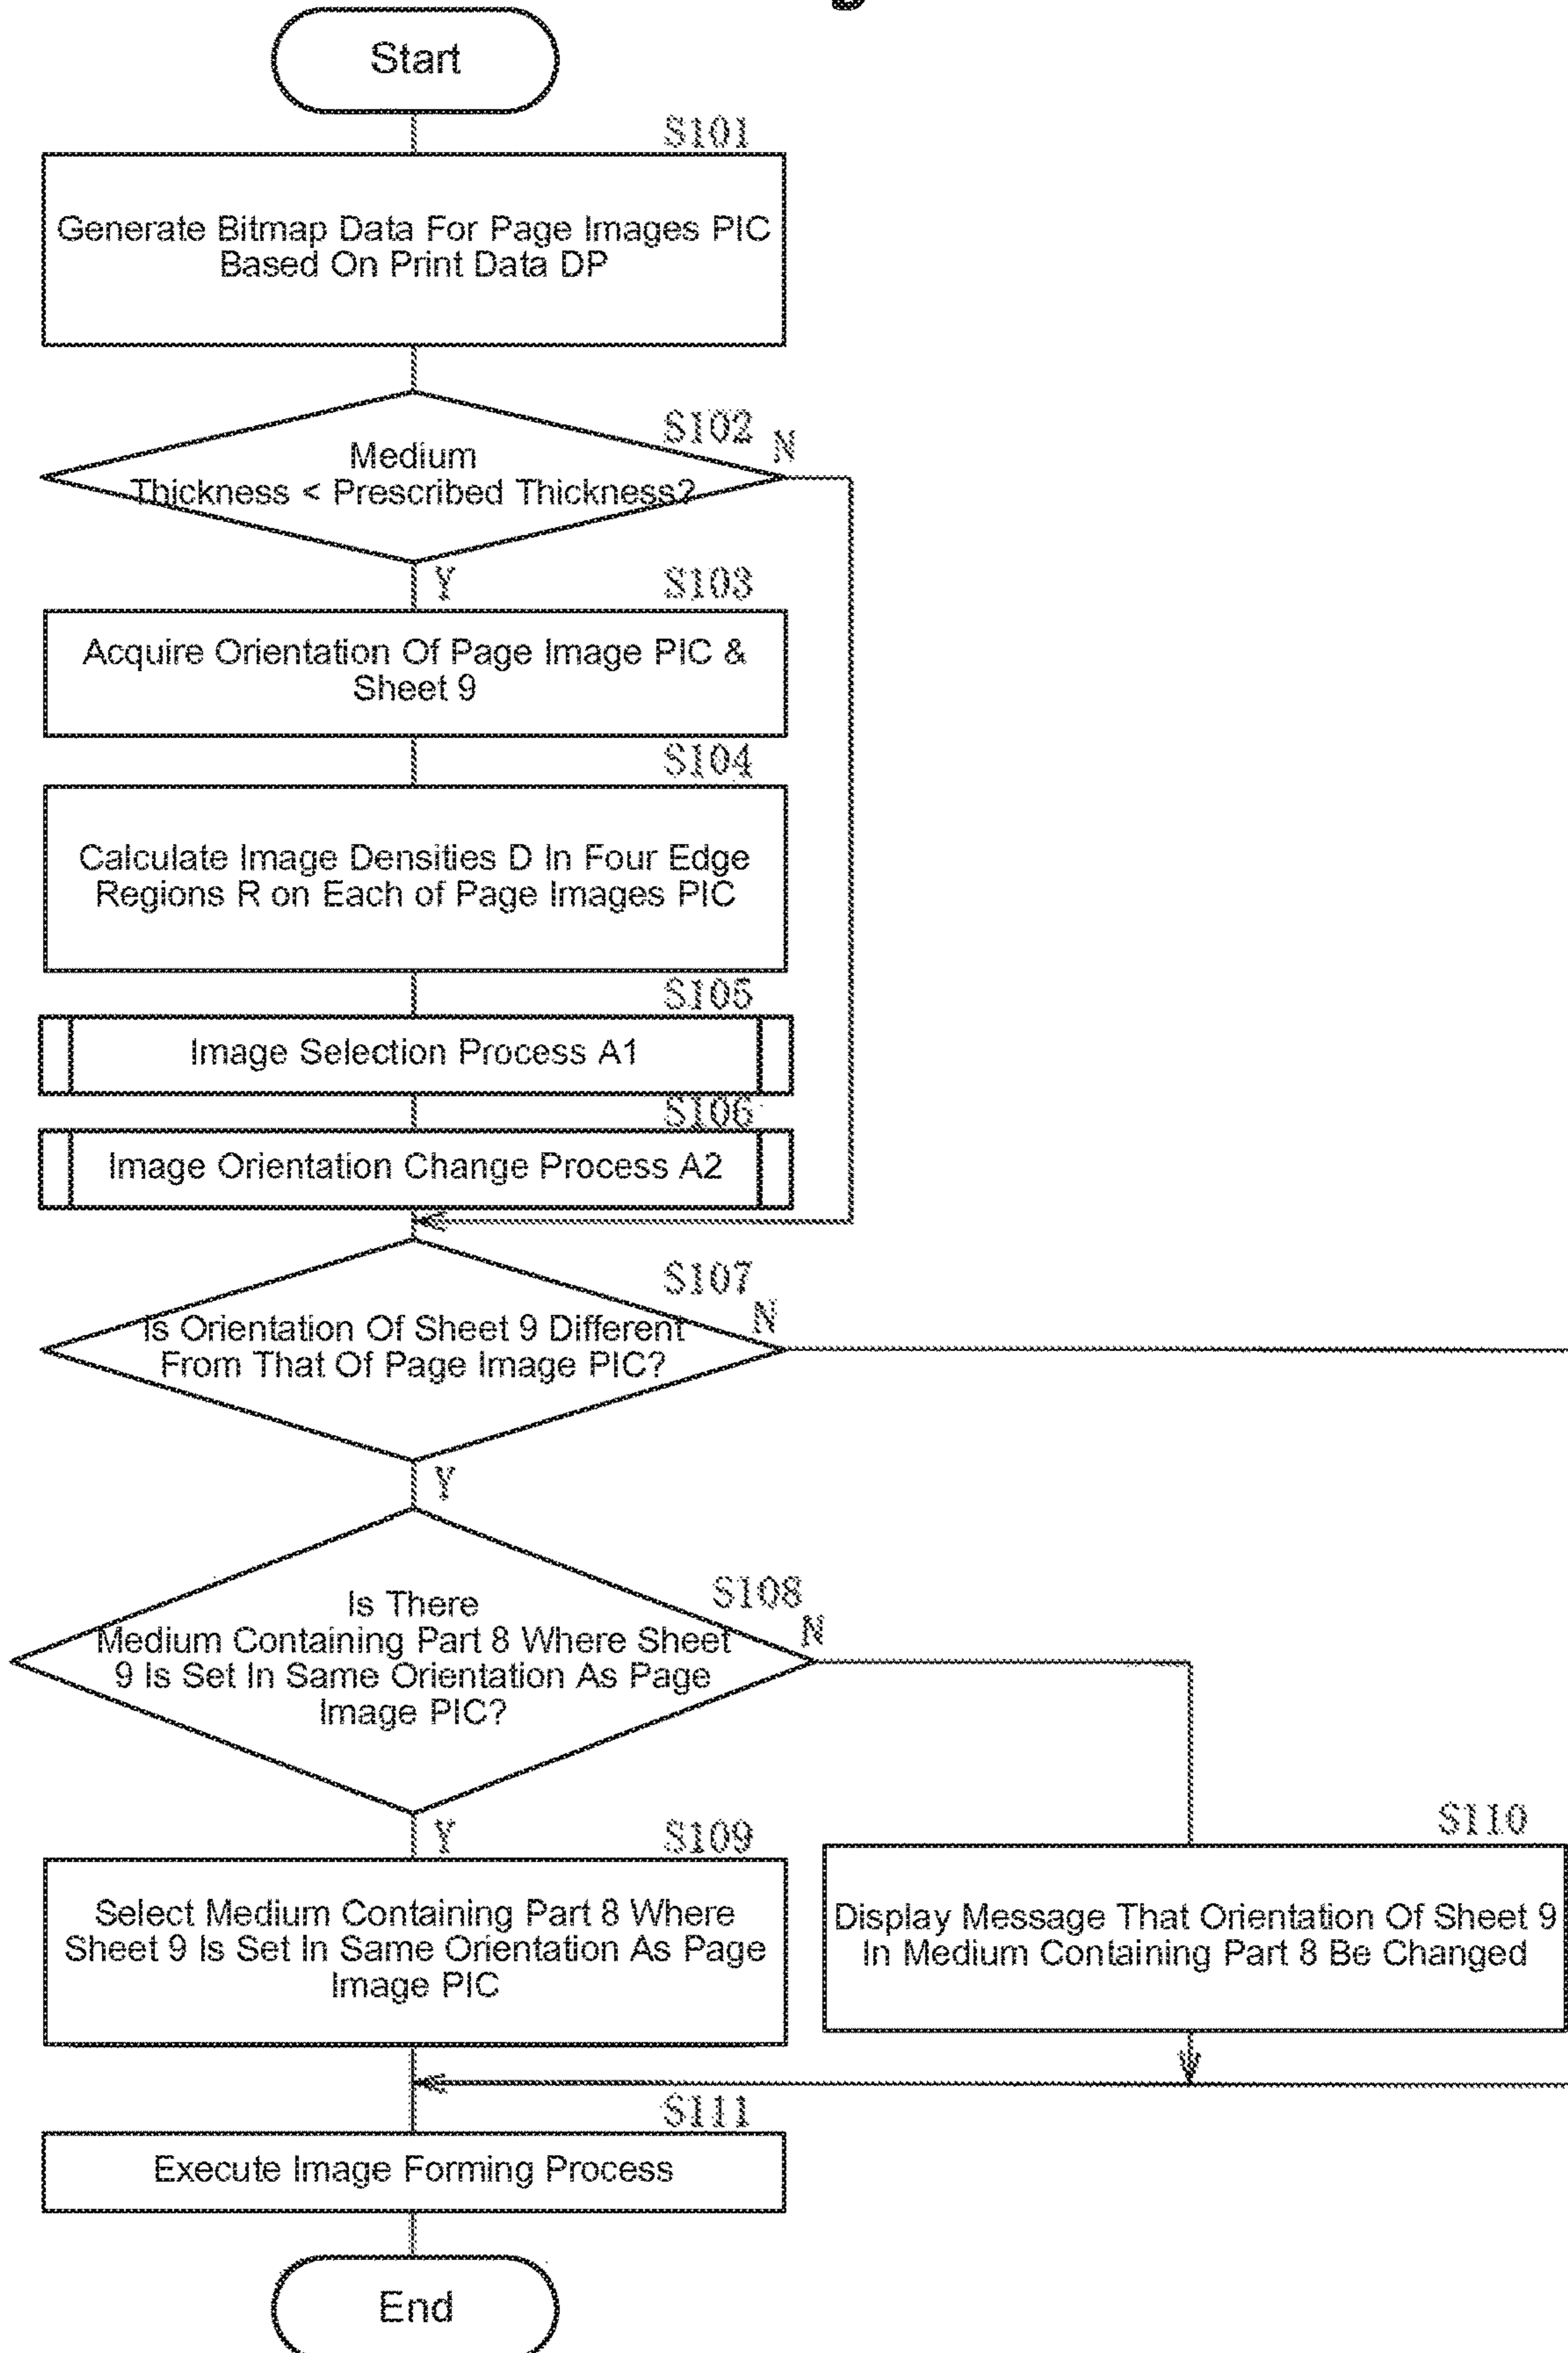 Start
S101
Generate Bitmap Data For Page Images PIC
Based On Print Data DP
S102
N
Medium
Thickness < Prescribed Thickness?
Y
S103
Acquire Orientation Of Page Image PIC &
Sheet 9
S104
Calculate Image Densities D In Four Edge
Regions R on Each of Page Images PIC
S105
Image Selection Process A1
S106
Image Orientation Change Process A2
S107
N
Is Orientation Of Sheet 9 Different
From That Of Page Image PIC?
Y
S108
N
Is There
Medium Containing Part 8 Where Sheet
9 Is Set In Same Orientation As Page
Image PIC?
Y
S109
Select Medium Containing Part 8 Where
Sheet 9 Is Set In Same Orientation As Page
Image PIC
S110
Display Message That Orientation Of Sheet 9
In Medium Containing Part 8 Be Changed
S111
Execute Image Forming Process
End